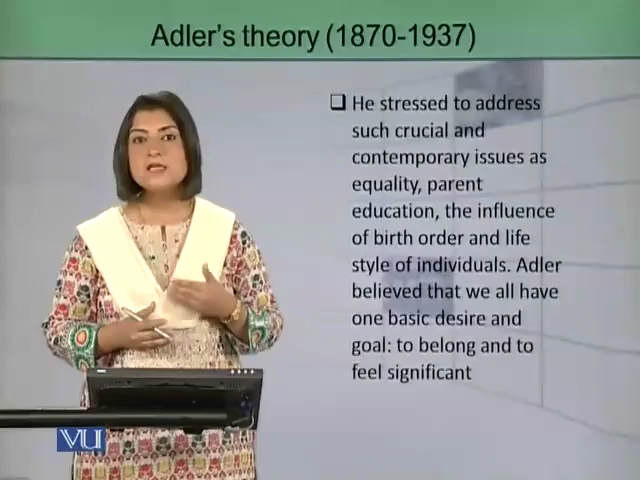 Adler's theory (1870-1937)
He stressed to address
such crucial and
contemporary issues as
equality, parent
education, the influence
of birth order and life
style of individuals. Adler
believed that we all have
one basic desire and
goal: to belong and to
feel significant
VU